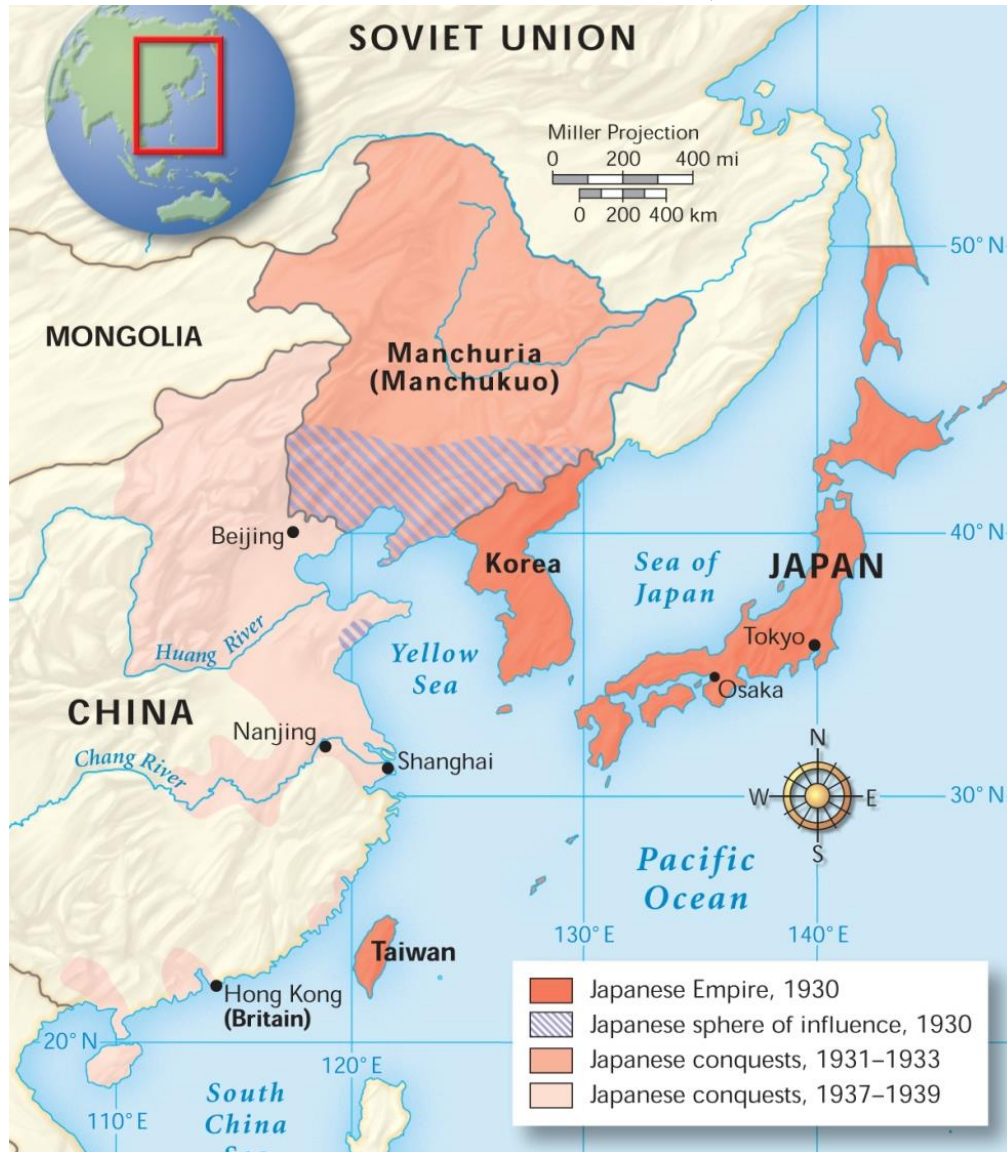 SOVIET UNION
Miller Projection
0 200 400 mi
0 200 400 km
50° N
MONGOLIA
Manchuria
(Manchukuo)
Beijing
40° N
Korea
Sea of
Japan
JAPAN
Tokyo
Huang River
Yellow
Sea
Osaka
CHINA
Nanjing
Chang River
Shanghai
N
W E
S
30° N
Pacific
Ocean
130° E
140° E
Taiwan
Hong Kong
(Britain)
20° N
120° E
110° E
South
China
Japanese Empire, 1930
Japanese sphere of influence, 1930
Japanese conquests, 1931–1933
Japanese conquests, 1937–1939